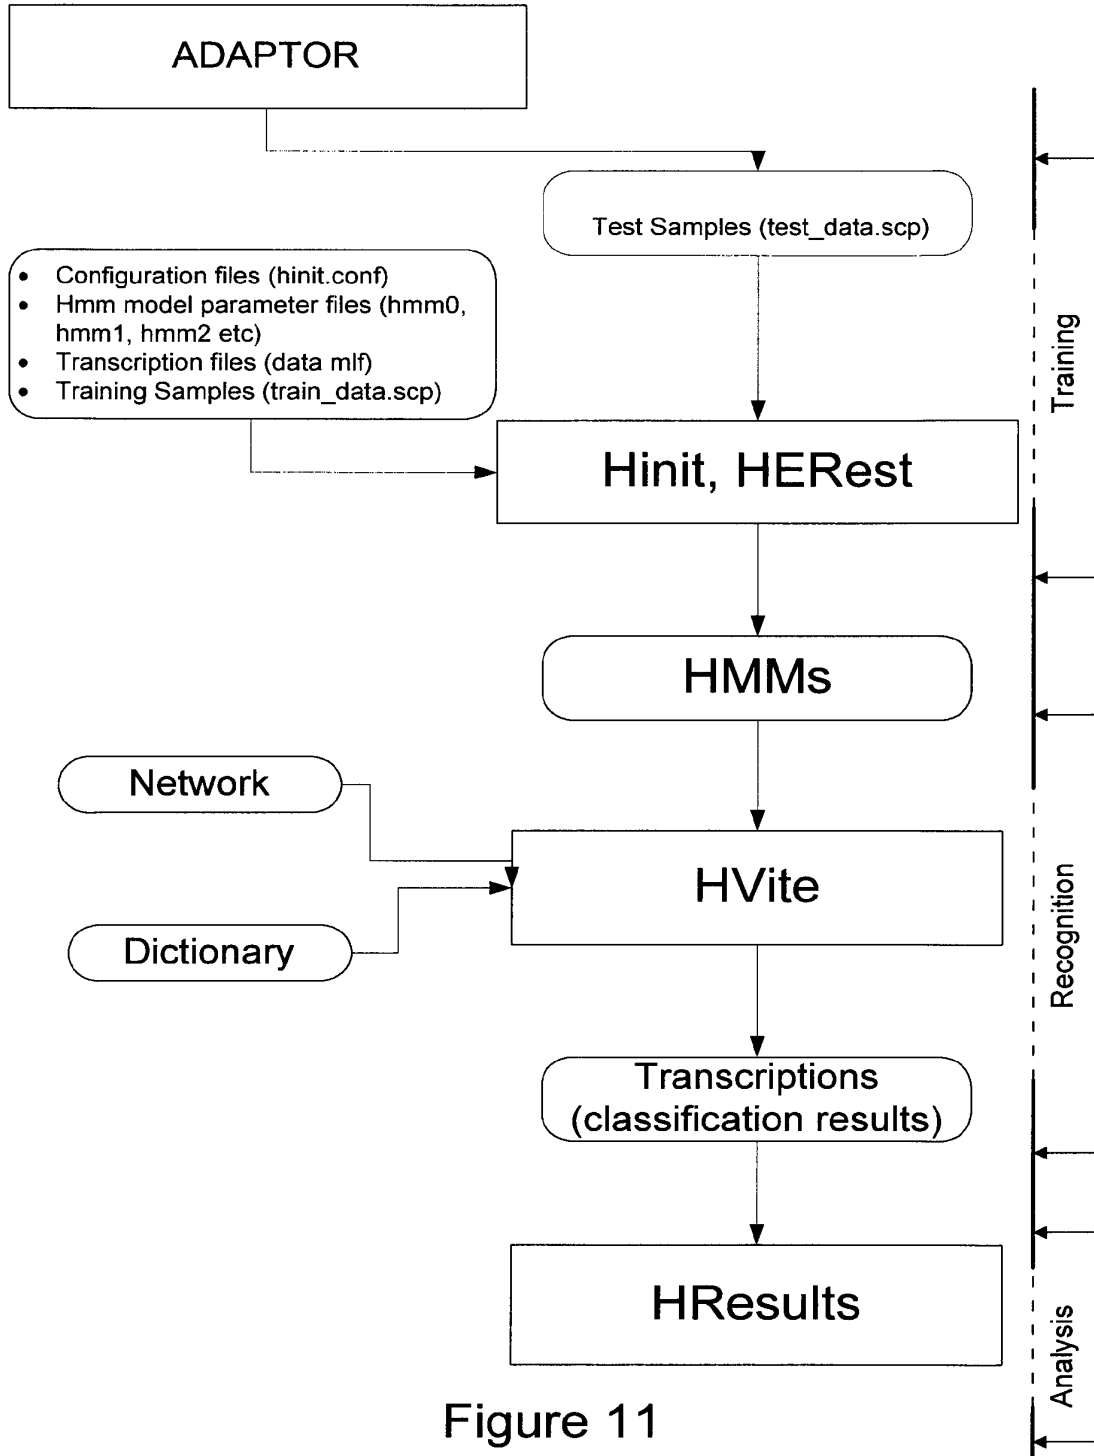 ADAPTOR
Test Samples (test_data.scp)
• Configuration files (hinit.conf)
• Hmm model parameter files (hmm0,
hmm1, hmm2 etc)
• Transcription files (data mlf)
• Training Samples (train_data.scp)
Training
Hinit, HERest
HMMs
Network
HVite
Dictionary
Recognition
Transcriptions
(classification results)
HResults
Analysis
Figure 11